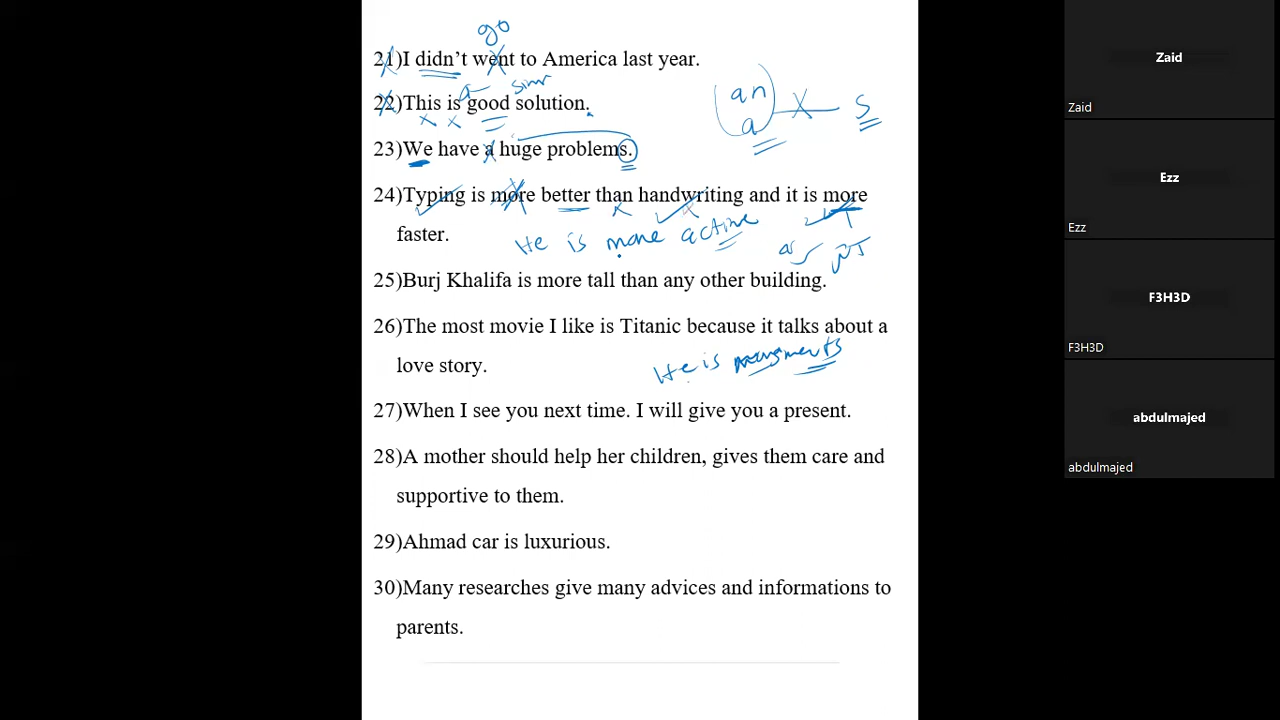 go
21)I didn't went to America last year.
a
22)This is good solution.
an
a
s
23)We have a huge problems.
24)Typing is more better than handwriting and it is more
faster.
He is more active
as
25)Burj Khalifa is more tall than any other building.
26)The most movie I like is Titanic because it talks about a
love story.
He is
27)When I see you next time. I will give you a present.
28)A mother should help her children, gives them care and
supportive to them.
29)Ahmad car is luxurious.
30)Many researches give many advices and informations to
parents.
Zaid
Zaid
Ezz
Ezz
F3H3D
F3H3D
abdulmajed
abdulmajed